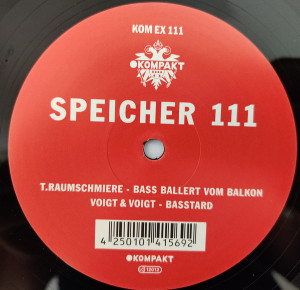 KOM EX 111
KOMPAKT
SPEICHER 111
T.RAUMSCHMIERE - BASS BALLERT VOM BALKON
VOIGT & VOIGT - BASSTARD
4 250101 415692
KOMPAKT